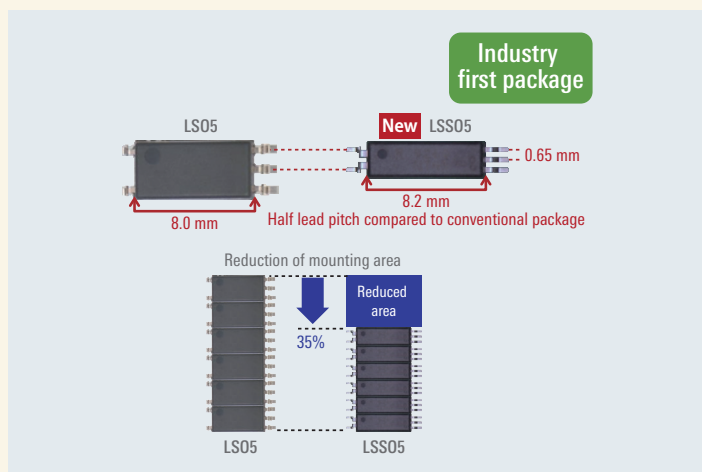 Industry
first package
LSO5
New LSSO5
0.65 mm
8.0 mm
8.2 mm
Half lead pitch compared to conventional package
Reduction of mounting area
Reduced
area
35%
LSO5
LSSO5